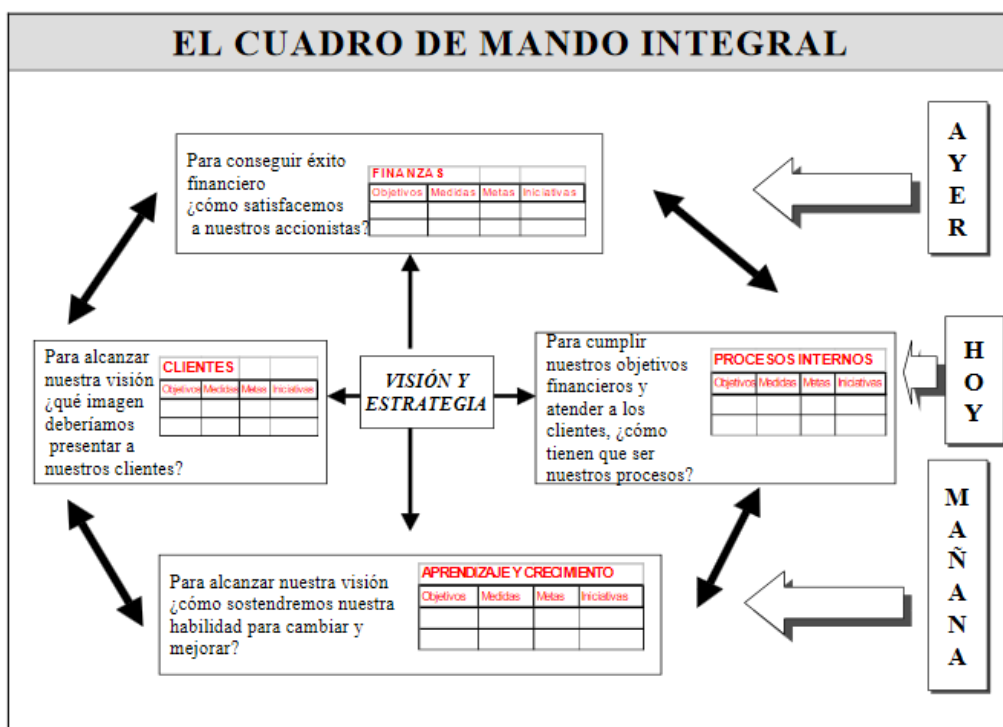 EL CUADRO DE MANDO INTEGRAL
Para conseguir éxito
financiero
¿cómo satisfacemos
a nuestros accionistas?
FINANZAS
Objetivos Medidas Metas Iniciativas
A
Y
E
R
Para alcanzar
nuestra visión
¿qué imagen
deberíamos
presentar a
nuestros clientes?
CLIENTES
Objetivos Medidas Metas Iniciativas
VISIÓN Y
ESTRATEGIA
Para cumplir
nuestros objetivos
financieros y
atender a los
clientes, ¿cómo
tienen que ser
nuestros procesos?
PROCESOS INTERNOS
Objetivos Medidas Metas Iniciativas
H
O
Y
Para alcanzar nuestra visión
¿cómo sostendremos nuestra
habilidad para cambiar y
mejorar?
APRENDIZAJE Y CRECIMIENTO
Objetivos Medidas Metas Iniciativas
M
A
Ñ
A
N
A